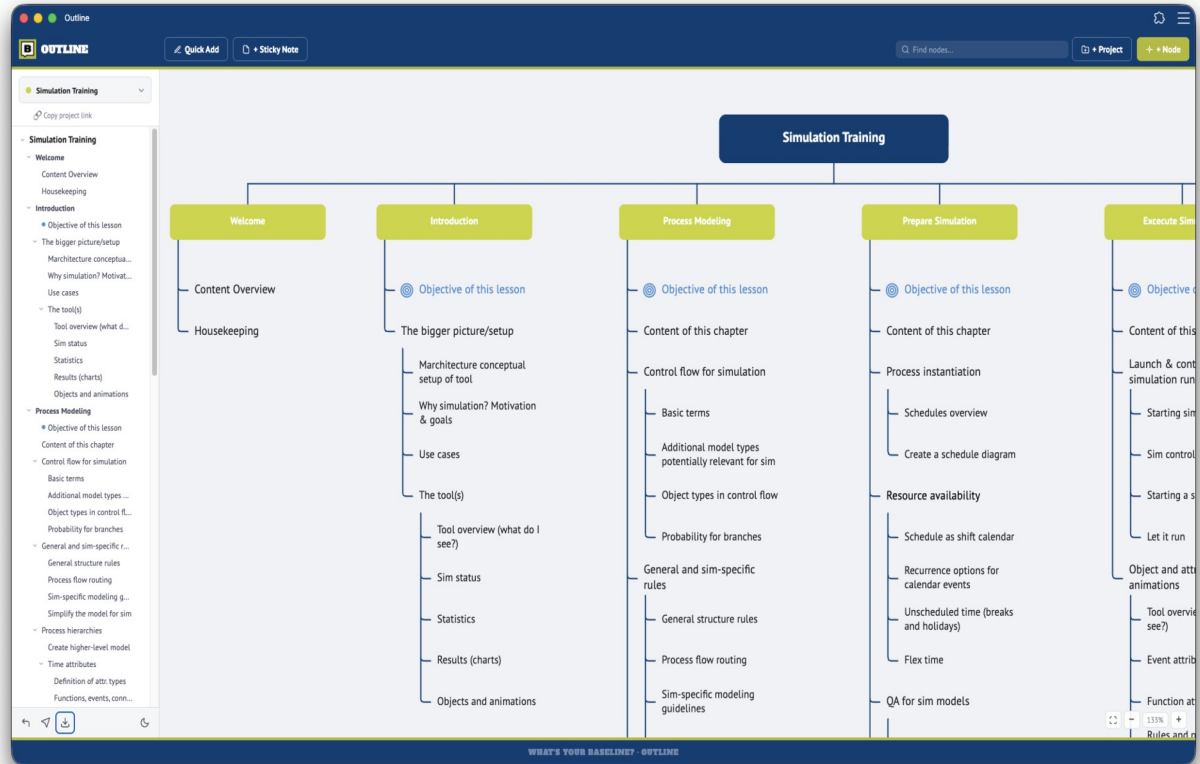 Outline
B OUTLINE
Quick Add
+ Sticky Note
Find nodes...
+ Project
+ + Node
Simulation Training
Copy project link
Simulation Training
Welcome
Content Overview
Housekeeping
Introduction
Objective of this lesson
The bigger picture/setup
Marchitecture conceptua...
Why simulation? Motivat...
Use cases
The tool(s)
Tool overview (what d...
Sim status
Statistics
Results (charts)
Objects and animations
Process Modeling
Objective of this lesson
Content of this chapter
Control flow for simulation
Basic terms
Additional model types ...
Object types in control fl...
Probability for branches
General and sim-specific r...
General structure rules
Process flow routing
Sim-specific modeling g...
Simplify the model for sim
Process hierarchies
Create higher-level model
Time attributes
Definition of attr. types
Functions, events, conn...
Simulation Training
Welcome
Content Overview
Housekeeping
Introduction
Objective of this lesson
The bigger picture/setup
Marchitecture conceptual
setup of tool
Why simulation? Motivation
& goals
Use cases
The tool(s)
Tool overview (what do I
see?)
Sim status
Statistics
Results (charts)
Objects and animations
Process Modeling
Objective of this lesson
Content of this chapter
Control flow for simulation
Basic terms
Additional model types
potentially relevant for sim
Object types in control flow
Probability for branches
General and sim-specific
rules
General structure rules
Process flow routing
Sim-specific modeling
guidelines
Prepare Simulation
Objective of this lesson
Content of this chapter
Process instantiation
Schedules overview
Create a schedule diagram
Resource availability
Schedule as shift calendar
Recurrence options for
calendar events
Unscheduled time (breaks
and holidays)
Flex time
QA for sim models
Excecute Sim
Objective
Content of this
Launch & cont
simulation run
Starting sim
Sim control
Starting a s
Let it run
Object and att
animations
Tool overvie
see?)
Event attrib
Function at
Rules and
133%
WHAT'S YOUR BASELINE? · OUTLINE